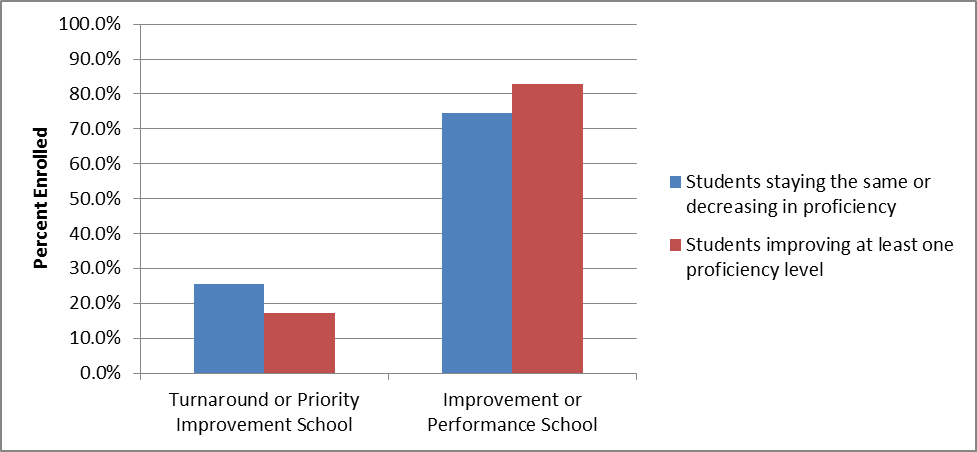 100.0%
90.0%
80.0%
70.0%
60.0%
50.0%
40.0%
30.0%
20.0%
10.0%
0.0%
Percent Enrolled
Turnaround or Priority
Improvement School
Improvement or
Performance School
Students staying the same or
decreasing in proficiency
Students improving at least one
proficiency level